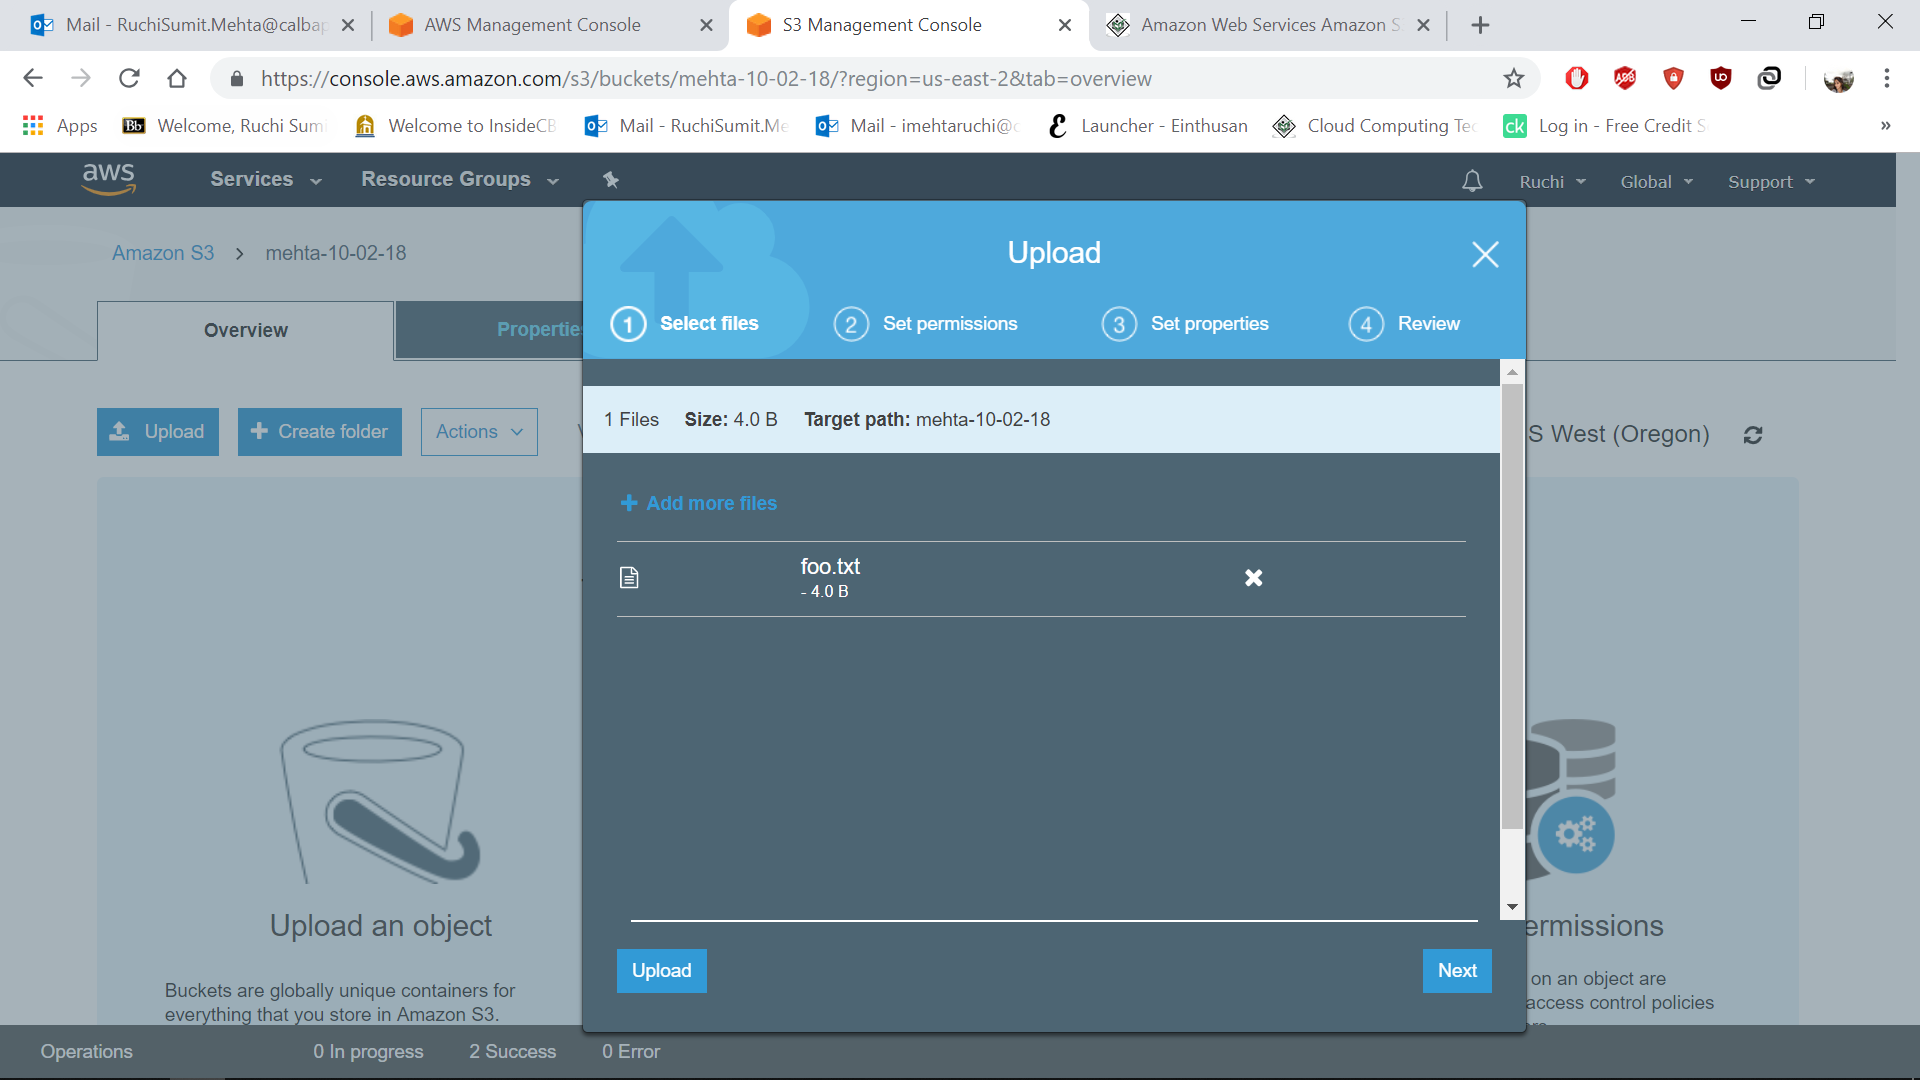 Mail - RuchiSumit.Mehta@calbap
AWS Management Console
S3 Management Console
Amazon Web Services Amazon S
https://console.aws.amazon.com/s3/buckets/mehta-10-02-18/?region=us-east-2&tab=overview
Apps
Bb Welcome, Ruchi Sumi
Welcome to InsideCB
Mail - RuchiSumit.Me
Mail - imehtaruchi@c
Launcher - Einthusan
Cloud Computing Tec
ck Log in - Free Credit S
»
aws Services Resource Groups Ruchi Global Support
Amazon S3 > mehta-10-02-18
Overview
Properties
Upload
Create folder
Actions
S West (Oregon)
Upload
1 Select files
2 Set permissions
3 Set properties
4 Review
1 Files Size: 4.0 B Target path: mehta-10-02-18
Add more files
foo.txt
- 4.0 B
Upload
Next
Upload an object
Buckets are globally unique containers for
everything that you store in Amazon S3.
ermissions
on an object are
access control policies
Operations 0 In progress 2 Success 0 Error